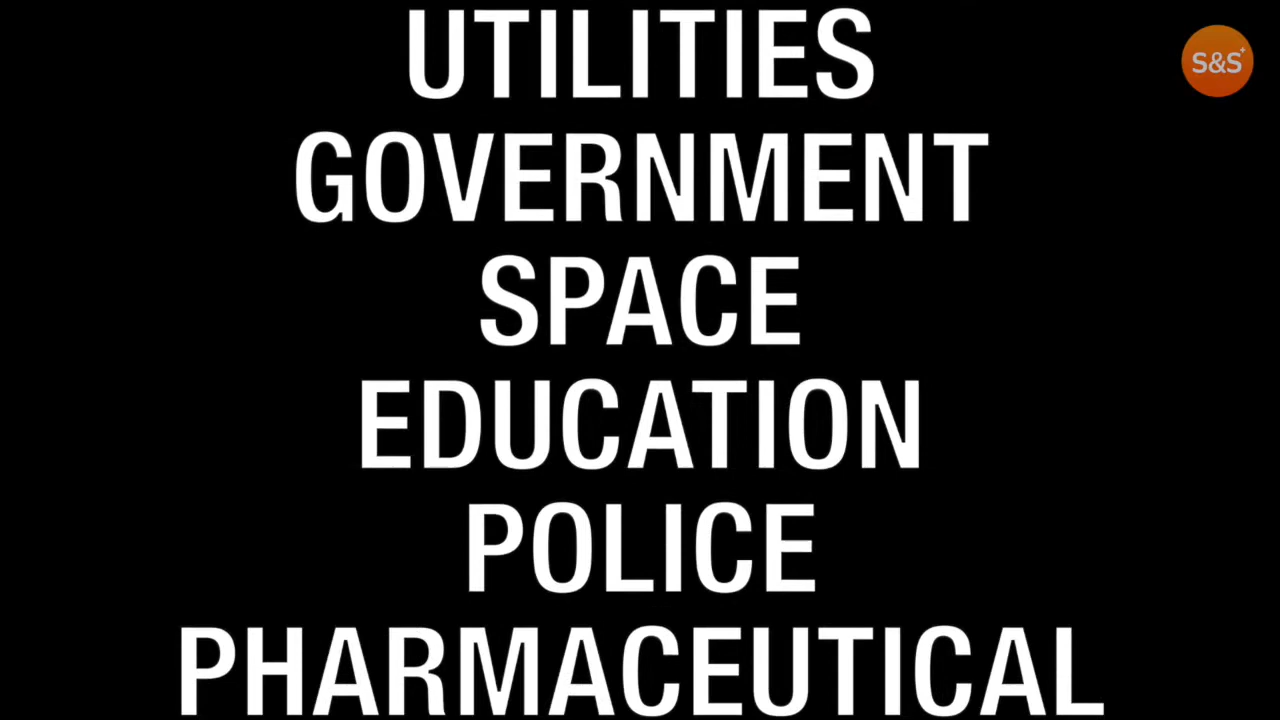 UTILITIES
S&S+
GOVERNMENT
SPACE
EDUCATION
POLICE
PHARMACEUTICAL